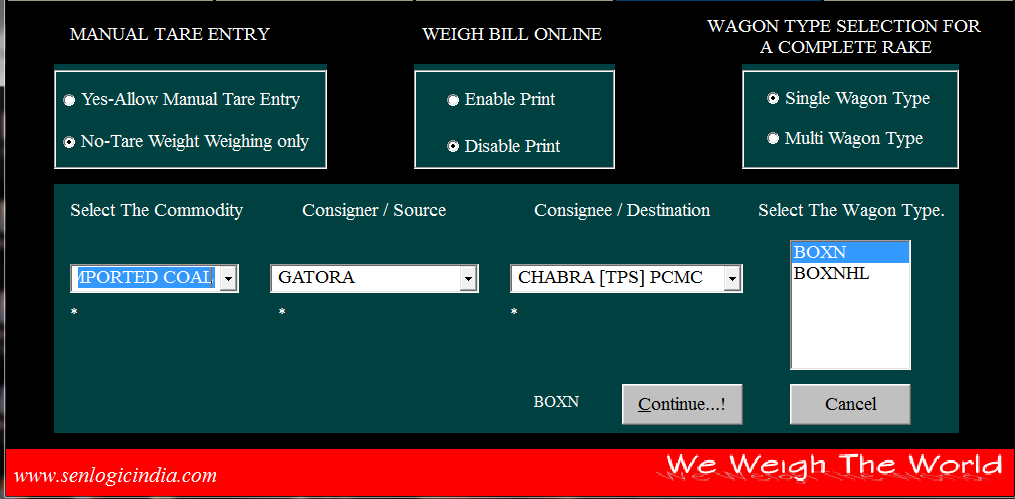 MANUAL TARE ENTRY
WEIGH BILL ONLINE
WAGON TYPE SELECTION FOR
A COMPLETE RAKE
Yes-Allow Manual Tare Entry
No-Tare Weight Weighing only
Enable Print
Disable Print
Single Wagon Type
Multi Wagon Type
Select The Commodity
Consigner / Source
Consignee / Destination
Select The Wagon Type.
MPORTED COAL
GATORA
CHABRA [TPS] PCMC
BOXN
BOXNHL
*
*
*
BOXN
Continue...!
Cancel
www.senlogicindia.com
We Weigh The World